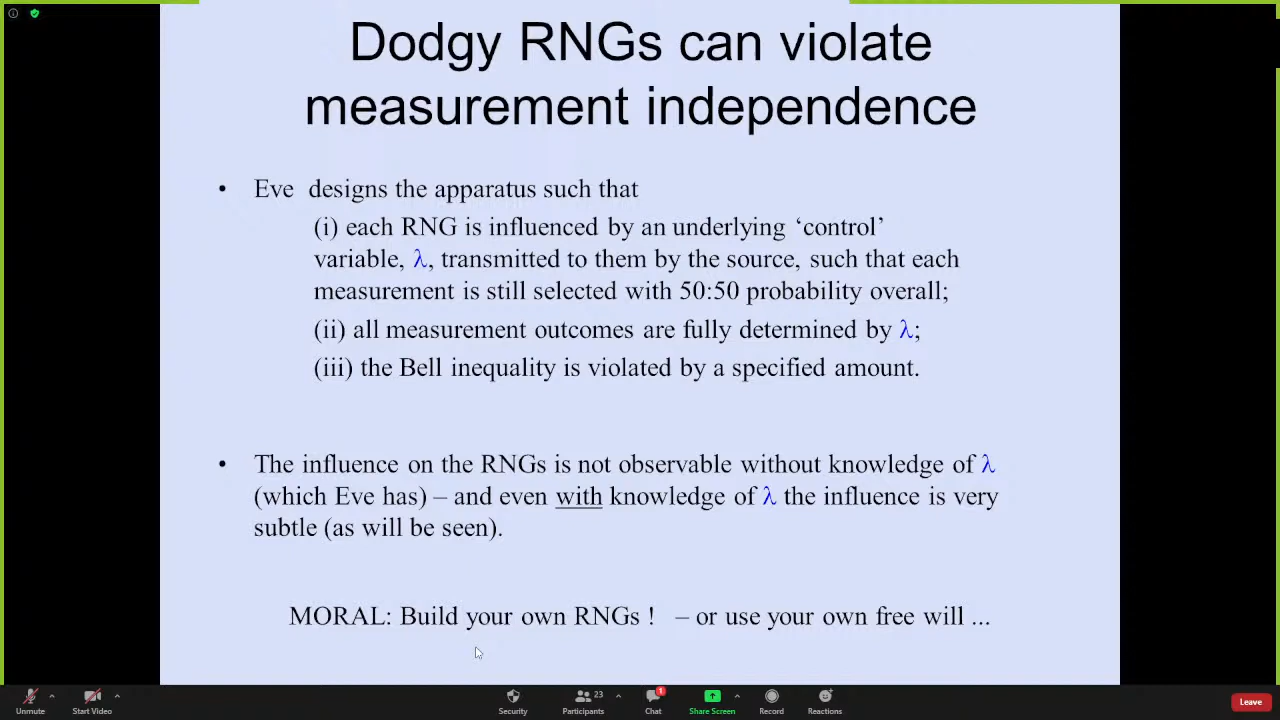 Dodgy RNGs can violate
measurement independence
• Eve designs the apparatus such that
(i) each RNG is influenced by an underlying ‘control’
variable, λ, transmitted to them by the source, such that each
measurement is still selected with 50:50 probability overall;
(ii) all measurement outcomes are fully determined by λ;
(iii) the Bell inequality is violated by a specified amount.
• The influence on the RNGs is not observable without knowledge of λ
(which Eve has) – and even with knowledge of λ the influence is very
subtle (as will be seen).
MORAL: Build your own RNGs ! – or use your own free will ...
Unmute
Start Video
Security
23
Participants
1
Chat
Share Screen
Record
Reactions
Leave